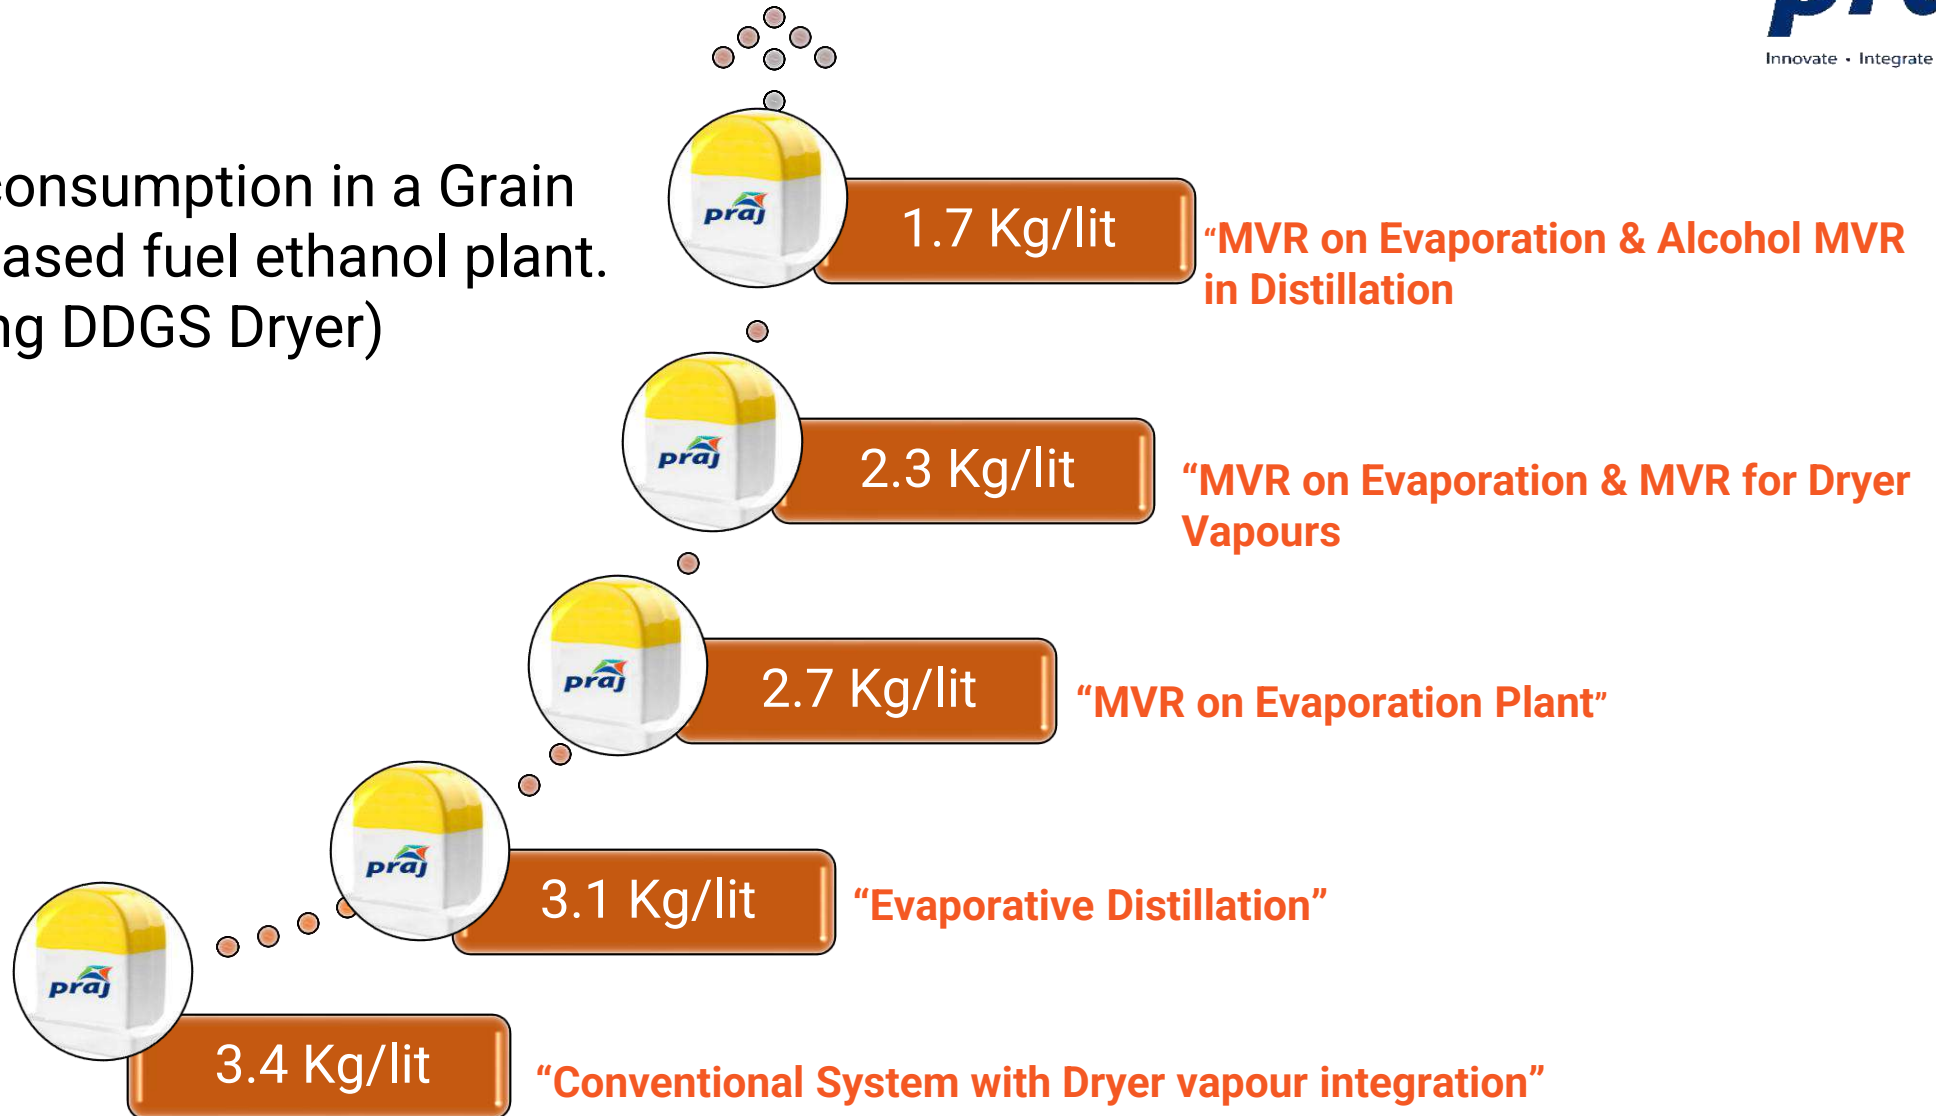 Innovate • Integrate
consumption in a Grain
ased fuel ethanol plant.
ng DDGS Dryer)
praj
1.7 Kg/lit
“MVR on Evaporation & Alcohol MVR
in Distillation
praj
2.3 Kg/lit
“MVR on Evaporation & MVR for Dryer
Vapours
praj
2.7 Kg/lit
“MVR on Evaporation Plant”
praj
3.1 Kg/lit
“Evaporative Distillation”
praj
3.4 Kg/lit
“Conventional System with Dryer vapour integration”